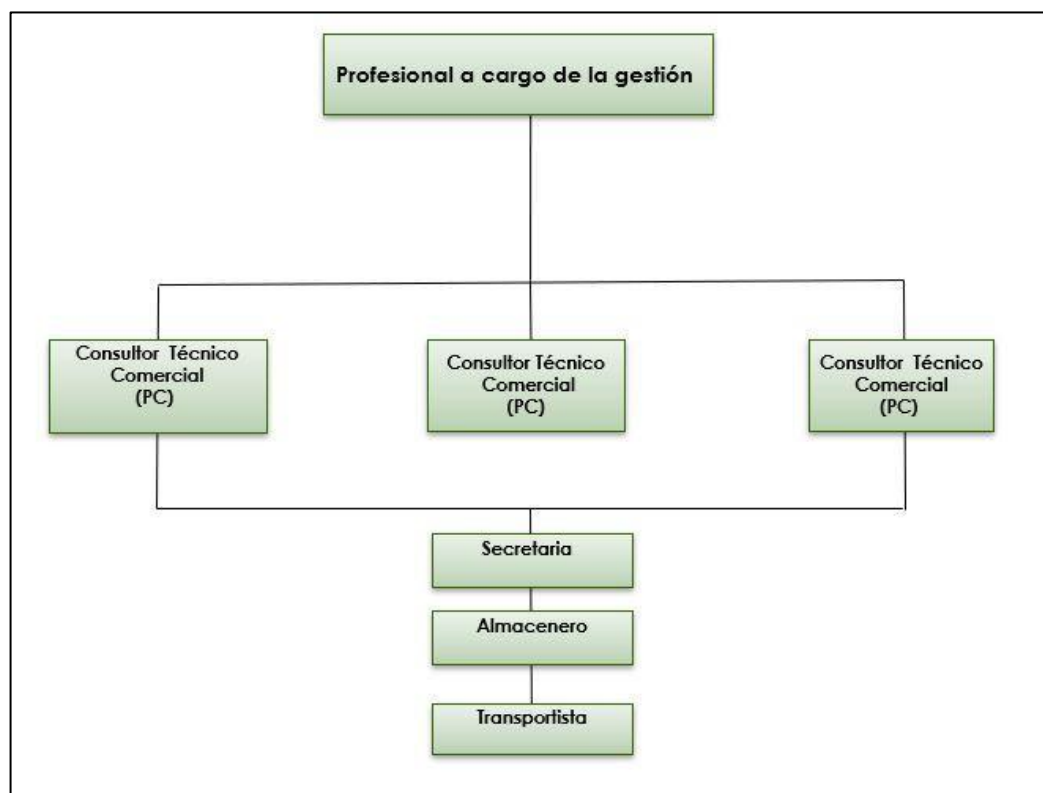 Profesional a cargo de la gestión
Consultor Técnico
Comercial
(PC)
Consultor Técnico
Comercial
(PC)
Consultor Técnico
Comercial
(PC)
Secretaria
Almacenero
Transportista